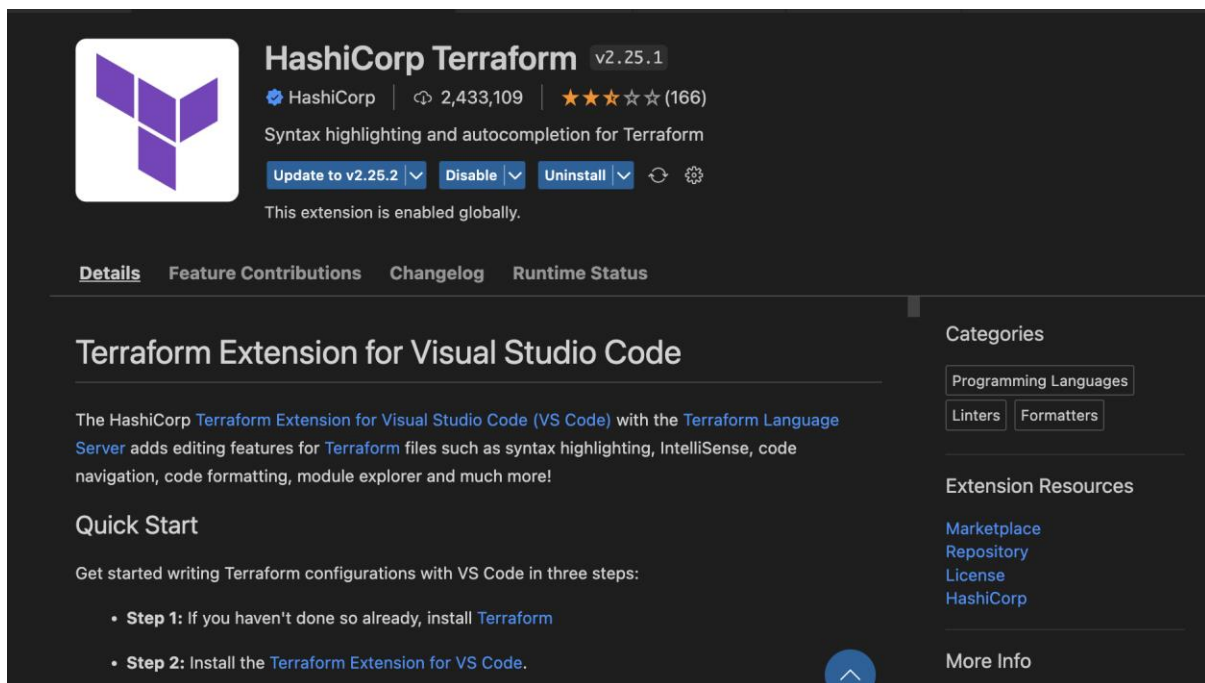 HashiCorp Terraform v2.25.1
HashiCorp 2,433,109 (166)
Syntax highlighting and autocompletion for Terraform
Update to v2.25.2 Disable Uninstall
This extension is enabled globally.
Details Feature Contributions Changelog Runtime Status
Terraform Extension for Visual Studio Code
The HashiCorp Terraform Extension for Visual Studio Code (VS Code) with the Terraform Language
Server adds editing features for Terraform files such as syntax highlighting, IntelliSense, code
navigation, code formatting, module explorer and much more!
Quick Start
Get started writing Terraform configurations with VS Code in three steps:
• Step 1: If you haven't done so already, install Terraform
• Step 2: Install the Terraform Extension for VS Code.
Categories
Programming Languages
Linters Formatters
Extension Resources
Marketplace
Repository
License
HashiCorp
More Info